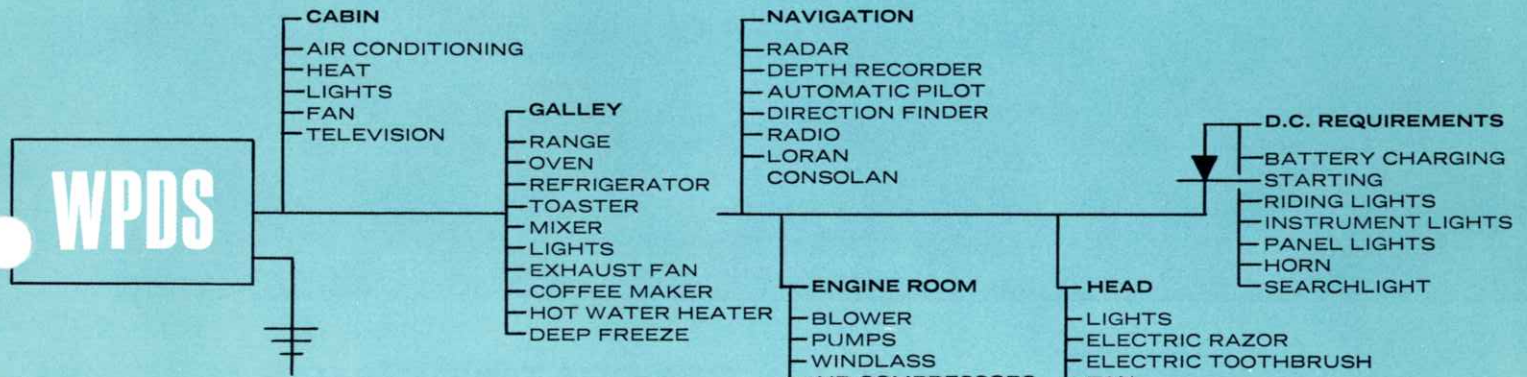 WPDS
CABIN
AIR CONDITIONING
HEAT
LIGHTS
FAN
TELEVISION
GALLEY
RANGE
OVEN
REFRIGERATOR
TOASTER
MIXER
LIGHTS
EXHAUST FAN
COFFEE MAKER
HOT WATER HEATER
DEEP FREEZE
NAVIGATION
RADAR
DEPTH RECORDER
AUTOMATIC PILOT
DIRECTION FINDER
RADIO
LORAN
CONSOLAN
ENGINE ROOM
BLOWER
PUMPS
WINDLASS
HEAD
LIGHTS
ELECTRIC RAZOR
ELECTRIC TOOTHBRUSH
D.C. REQUIREMENTS
BATTERY CHARGING
STARTING
RIDING LIGHTS
INSTRUMENT LIGHTS
PANEL LIGHTS
HORN
SEARCHLIGHT